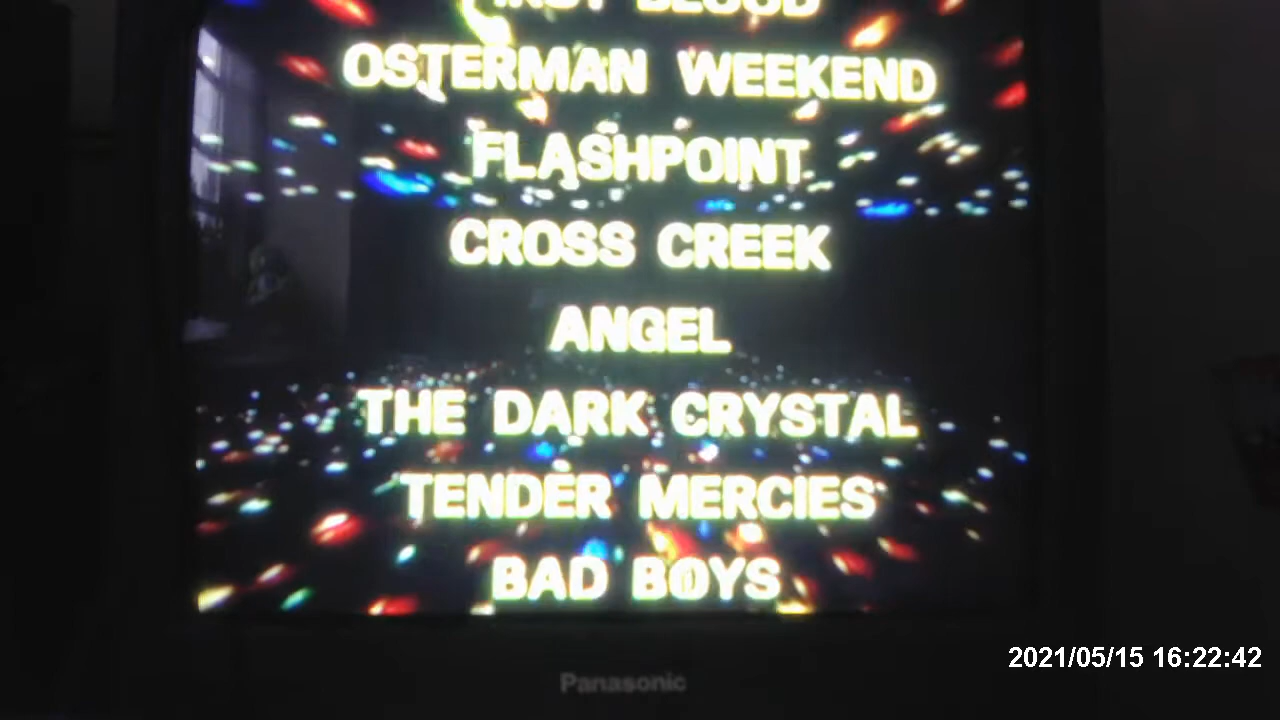 BLOOD
OSTERMAN WEEKEND
FLASHPOINT
CROSS CREEK
ANGEL
THE DARK CRYSTAL
TENDER MERCIES
BAD BOYS
2021/05/15 16:22:42
Panasonic